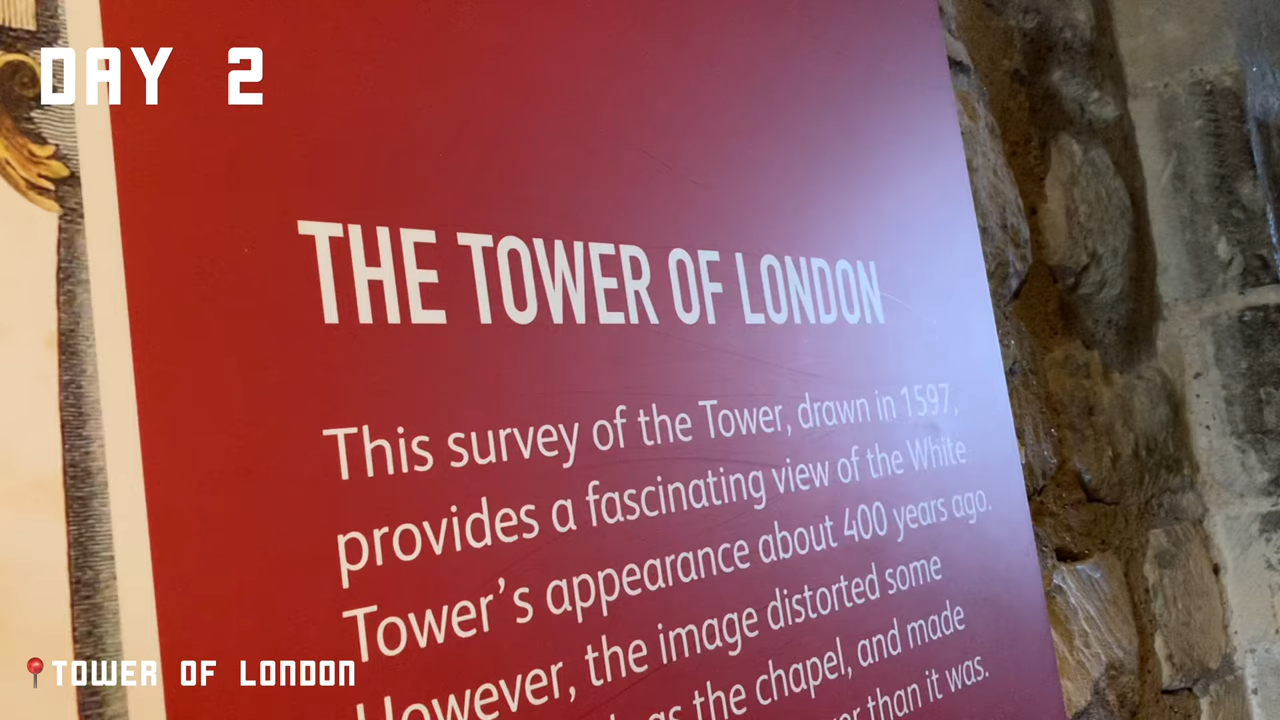 DAY 2
THE TOWER OF LONDON
This survey of the Tower, drawn in 1597,
provides a fascinating view of the White
Tower’s appearance about 400 years ago.
However, the image distorted some
as the chapel, and made
than it was.
TOWER OF LONDON